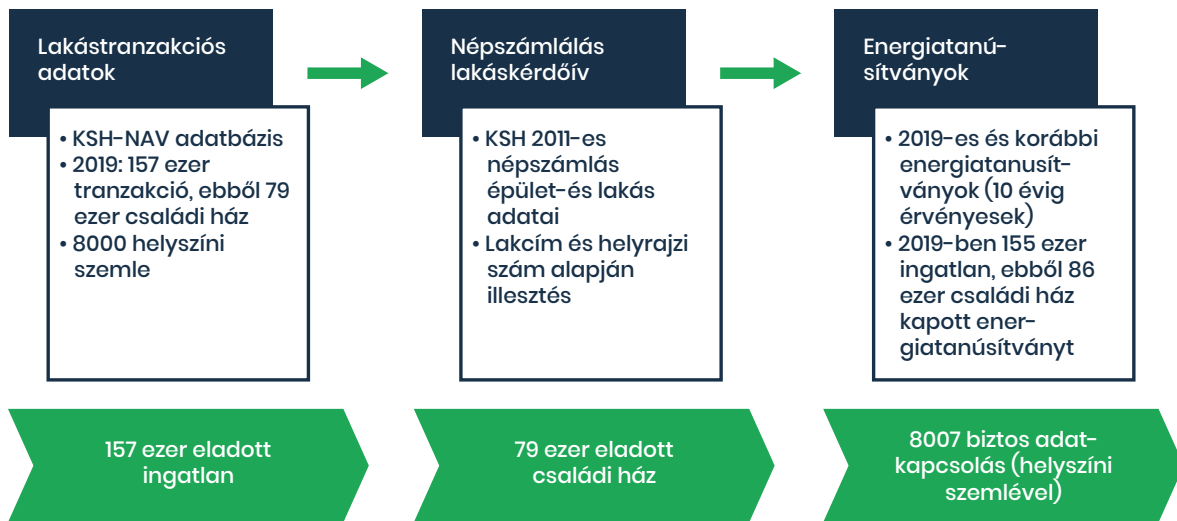 Lakástranzakciós
adatok
• KSH-NAV adatbázis
• 2019: 157 ezer
tranzakció, ebből 79
ezer családi ház
• 8000 helyszíni
szemle
157 ezer eladott
ingatlan
Népszámlálás
lakáskérdőív
• KSH 2011-es
népszámlás
épület-és lakás
adatai
• Lakcím és helyrajzi
szám alapján
illesztés
79 ezer eladott
családi ház
Energiatanú-
sítványok
• 2019-es és korábbi
energiatanusít-
ványok (10 évig
érvényesek)
• 2019-ben 155 ezer
ingatlan, ebből 86
ezer családi ház
kapott ener-
giatanúsítványt
8007 biztos adat-
kapcsolás (helyszíni
szemlével)